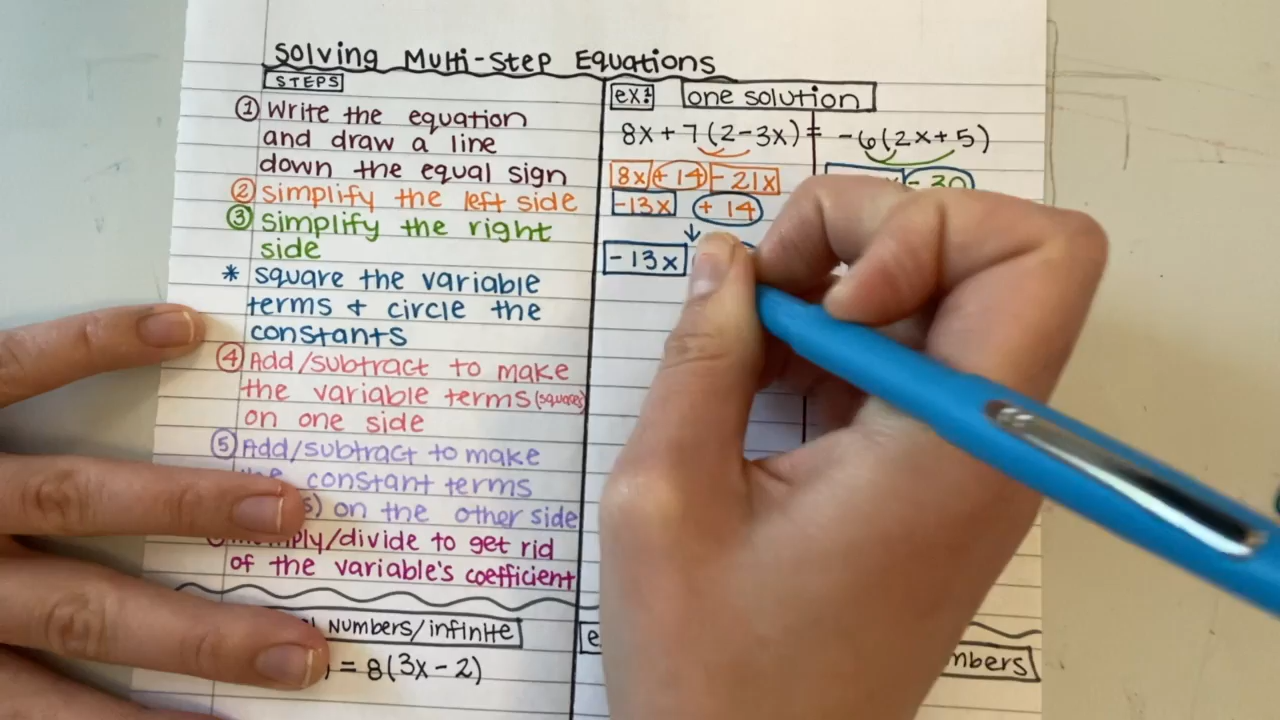 Solving Multi-Step Equations
STEPS
① Write the equation
and draw a line
down the equal sign
② simplify the left side
③ simplify the right
side
* square the variable
terms + circle the
constants
④ Add/subtract to make
the variable terms (squares)
on one side
⑤ Add/subtract to make
constant terms
on the other side
/divide to get rid
of the variable's coefficient
Numbers/infinite
= 8(3x - 2)
ex: one solution
8x + 7(2 - 3x) = -6(2x + 5)
8x + 14 - 21x - 30
-13x + 14
-13x